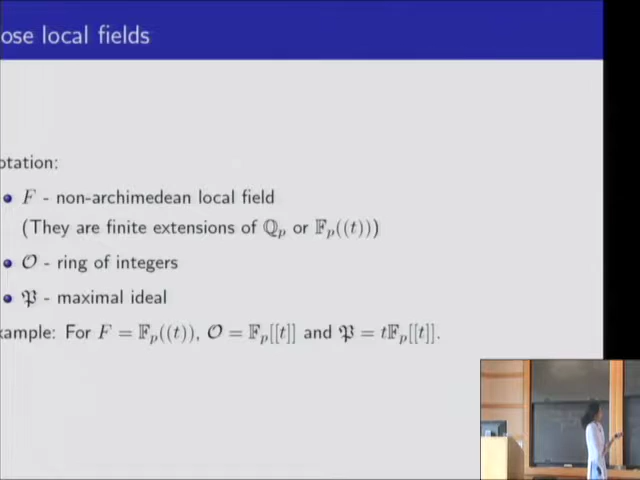 ose local fields
otation:
F - non-archimedean local field
(They are finite extensions of ℚ_p or 𝔽_p((t)))
𝒪 - ring of integers
𝔓 - maximal ideal
xample: For F = 𝔽_p((t)), 𝒪 = 𝔽_p[[t]] and 𝔓 = t𝔽_p[[t]].